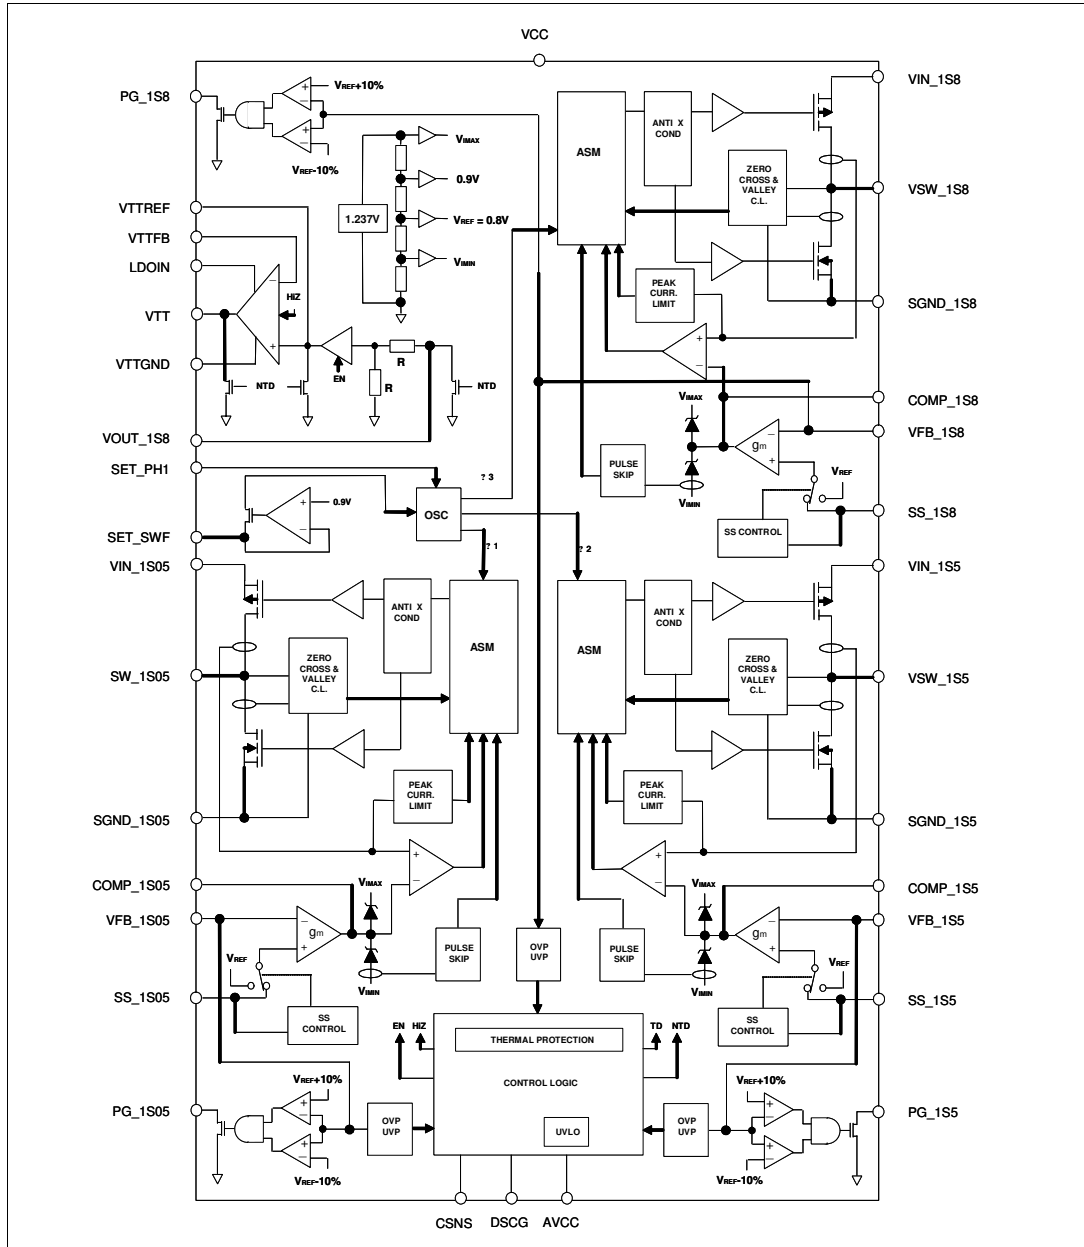 VCC
PG_1S8
VREF+10%
VREF-10%
VIMAX
0.9V
1.237V
VREF = 0.8V
VIMIN
ASM
ANTI X
COND
VIN_1S8
ZERO
CROSS &
VALLEY
C.L.
VSW_1S8
PEAK
CURR.
LIMIT
SGND_1S8
VTTREF
VTTFB
LDOIN
HiZ
VTT
VTTGND
NTD
EN
R
R
NTD
VOUT_1S8
VIMAX
COMP_1S8
gm
VFB_1S8
PULSE
SKIP
VIMIN
VREF
SS_1S8
SS CONTROL
SET_PH1
? 3
OSC
0.9V
SET_SWF
? 1
? 2
VIN_1S05
ANTI X
COND
ASM
ZERO
CROSS &
VALLEY
C.L.
SW_1S05
PEAK
CURR.
LIMIT
SGND_1S05
ASM
ANTI X
COND
VIN_1S5
ZERO
CROSS &
VALLEY
C.L.
VSW_1S5
PEAK
CURR.
LIMIT
SGND_1S5
COMP_1S05
VIMAX
VFB_1S05
gm
VREF
VIMIN
PULSE
SKIP
SS_1S05
SS
CONTROL
OVP
UVP
VIMAX
COMP_1S5
PULSE
SKIP
gm
VFB_1S5
VIMIN
VREF
SS_1S5
SS
CONTROL
EN
HiZ
TD
NTD
THERMAL PROTECTION
CONTROL LOGIC
UVLO
VREF+10%
PG_1S05
OVP
UVP
VREF-10%
OVP
UVP
VREF+10%
PG_1S5
VREF-10%
CSNS
DSCG
AVCC